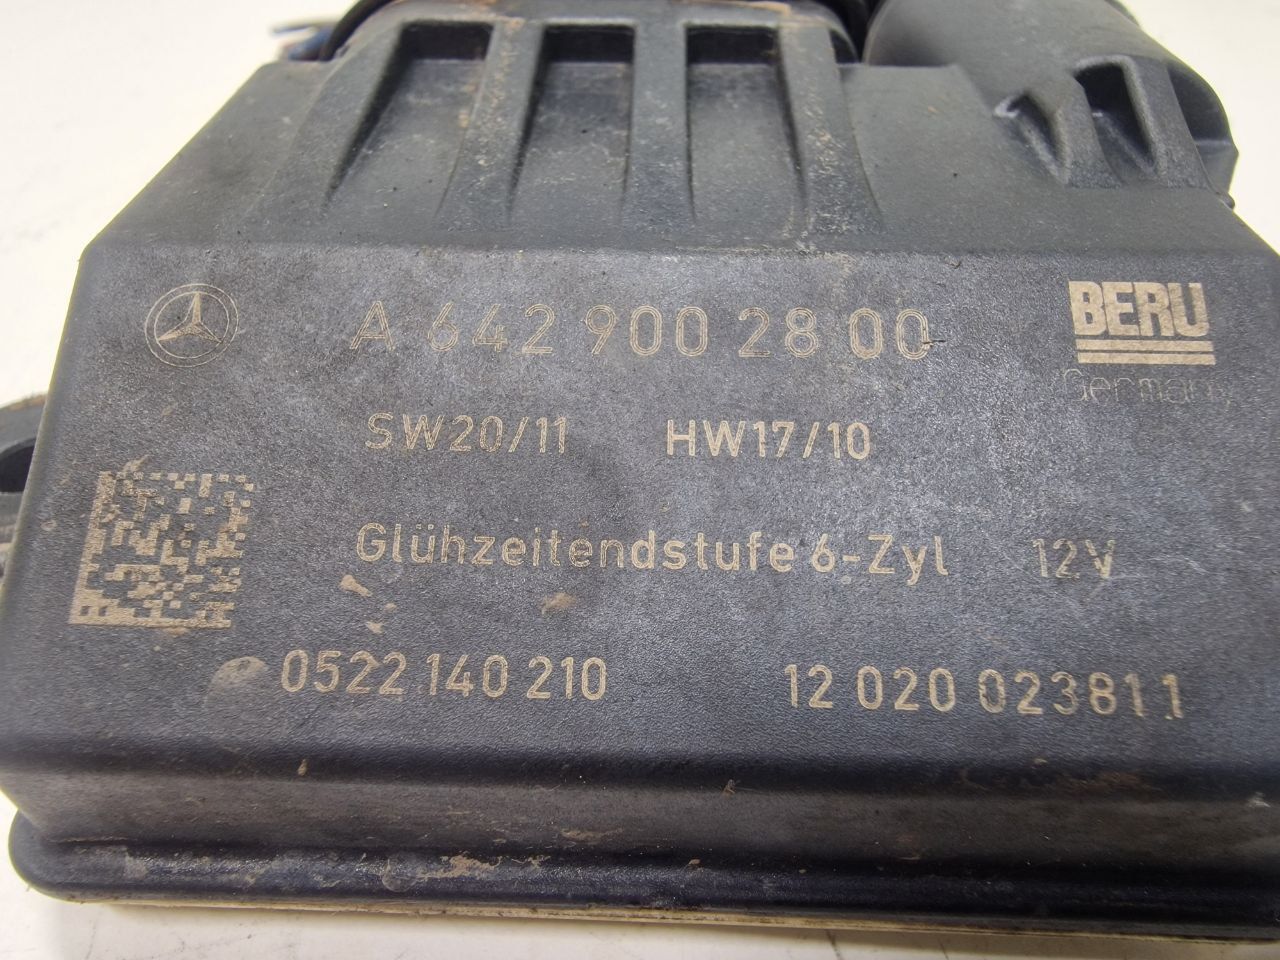 A 642 900 28 00
BERU
Germany
SW20/11 HW17/10
Glühzeitendstufe 6-Zyl 12V
0522 140 210 12 020 023811